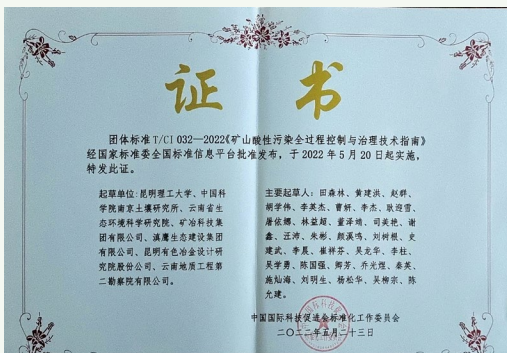 证 书
团体标准 T/CI 032—2022《矿山酸性污染全过程控制与治理技术指南》
经国家标准委全国标准信息平台批准发布，于 2022 年 5 月 20 日起实施，
特发此证。
起草单位:昆明理工大学、中国科
学院南京土壤研究所、云南省生
态环境科学研究院、矿冶科技集
团有限公司、滇鹰生态建设集团
有限公司、昆明有色冶金设计研
究院股份公司、云南地质工程第
二勘察院有限公司。
主要起草人：田森林、黄建洪、赵群、
胡学伟、李英杰、曹妍、李杰、耿迎雪、
屠依娜、林益超、董泽靖、司美艳、谢
鑫、汪沛、朱彬、颜溪鸣、刘树根、史
建武、李晨、崔祥芬、吴龙华、李柱、
吴学勇、陈国强、卿芳、乔光煜、秦英、
施灿海、刘明生、杨松华、吴柳宗、陈
允建。
中国国际科技促进会标准化工作委员会
二〇二二年五月二十三日